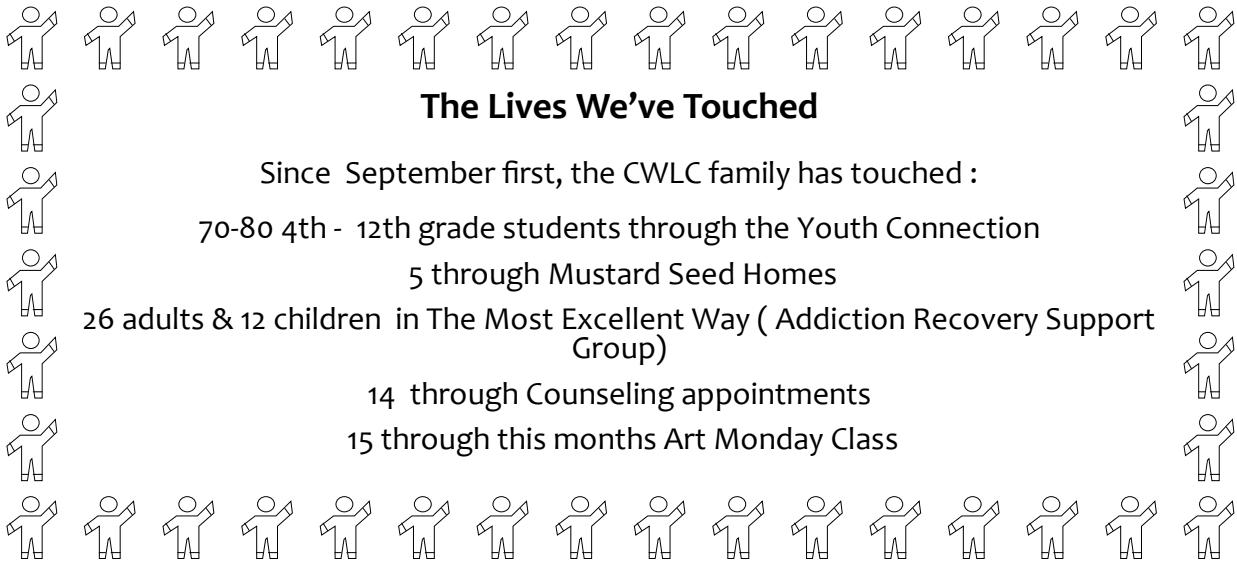 The Lives We’ve Touched
Since  September first, the CWLC family has touched :
70-80 4th -  12th grade students through the Youth Connection
5 through Mustard Seed Homes
26 adults & 12 children  in The Most Excellent Way ( Addiction Recovery Support
Group)
14  through Counseling appointments
15 through this months Art Monday Class